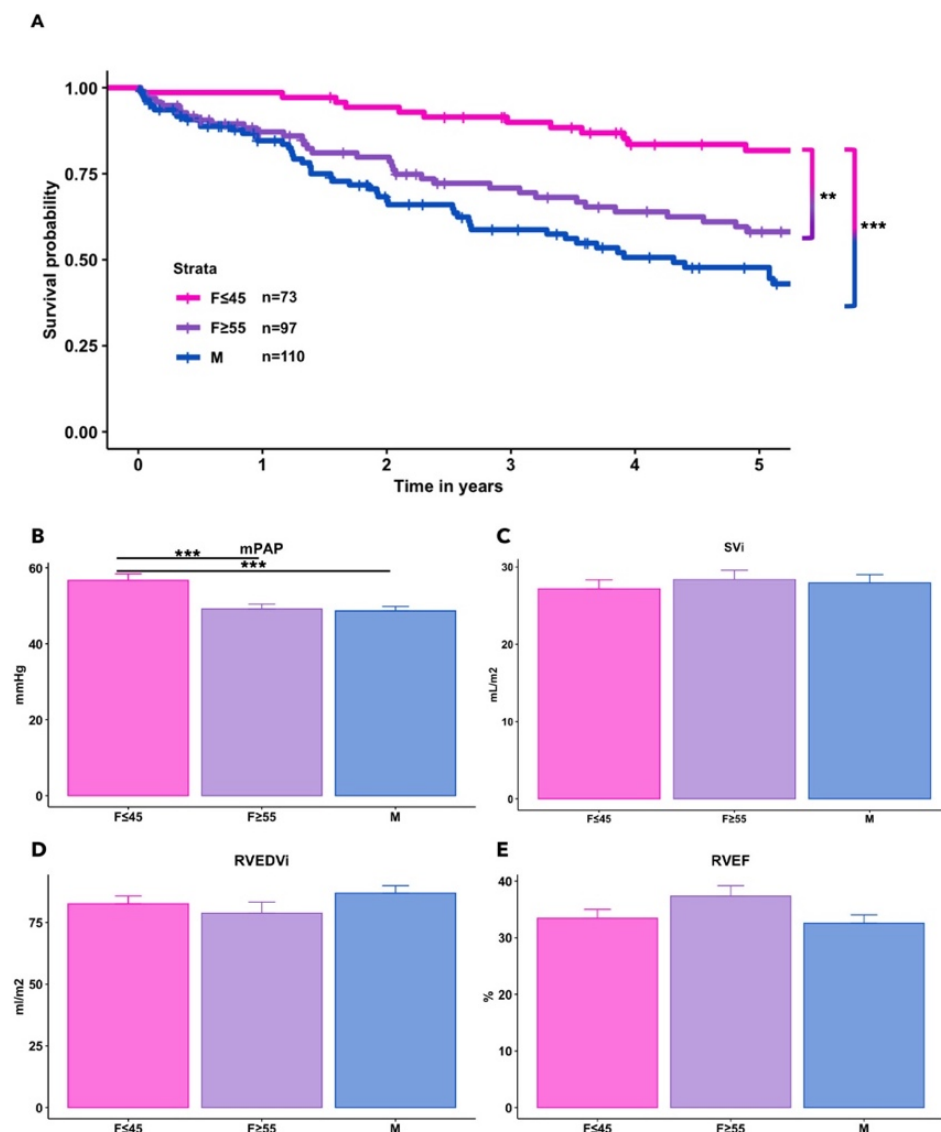 A
1.00
0.75
0.50
0.25
0.00
Survival probability
Strata
F≤45 n=73
F≥55 n=97
M n=110
**
***
0 1 2 3 4 5
Time in years
B
mPAP
***
***
60
40
20
0
mmHg
F≤45 F≥55 M
C
SVi
30
20
10
0
mL/m2
F≤45 F≥55 M
D
RVEDVi
75
50
25
0
ml/m2
F≤45 F≥55 M
E
RVEF
40
30
20
10
0
%
F≤45 F≥55 M